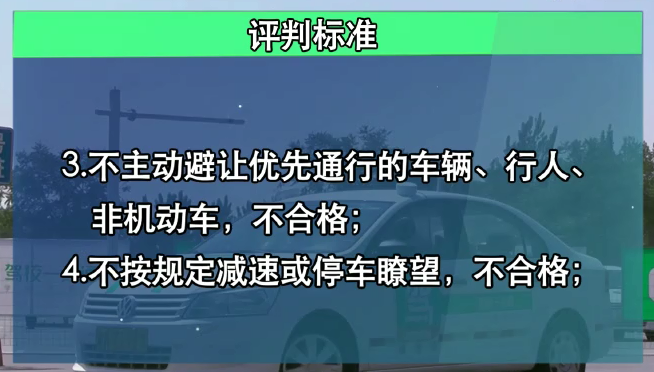 评判标准
3.不主动避让优先通行的车辆、行人、
非机动车，不合格；
4.不按规定减速或停车瞭望，不合格；
驾校